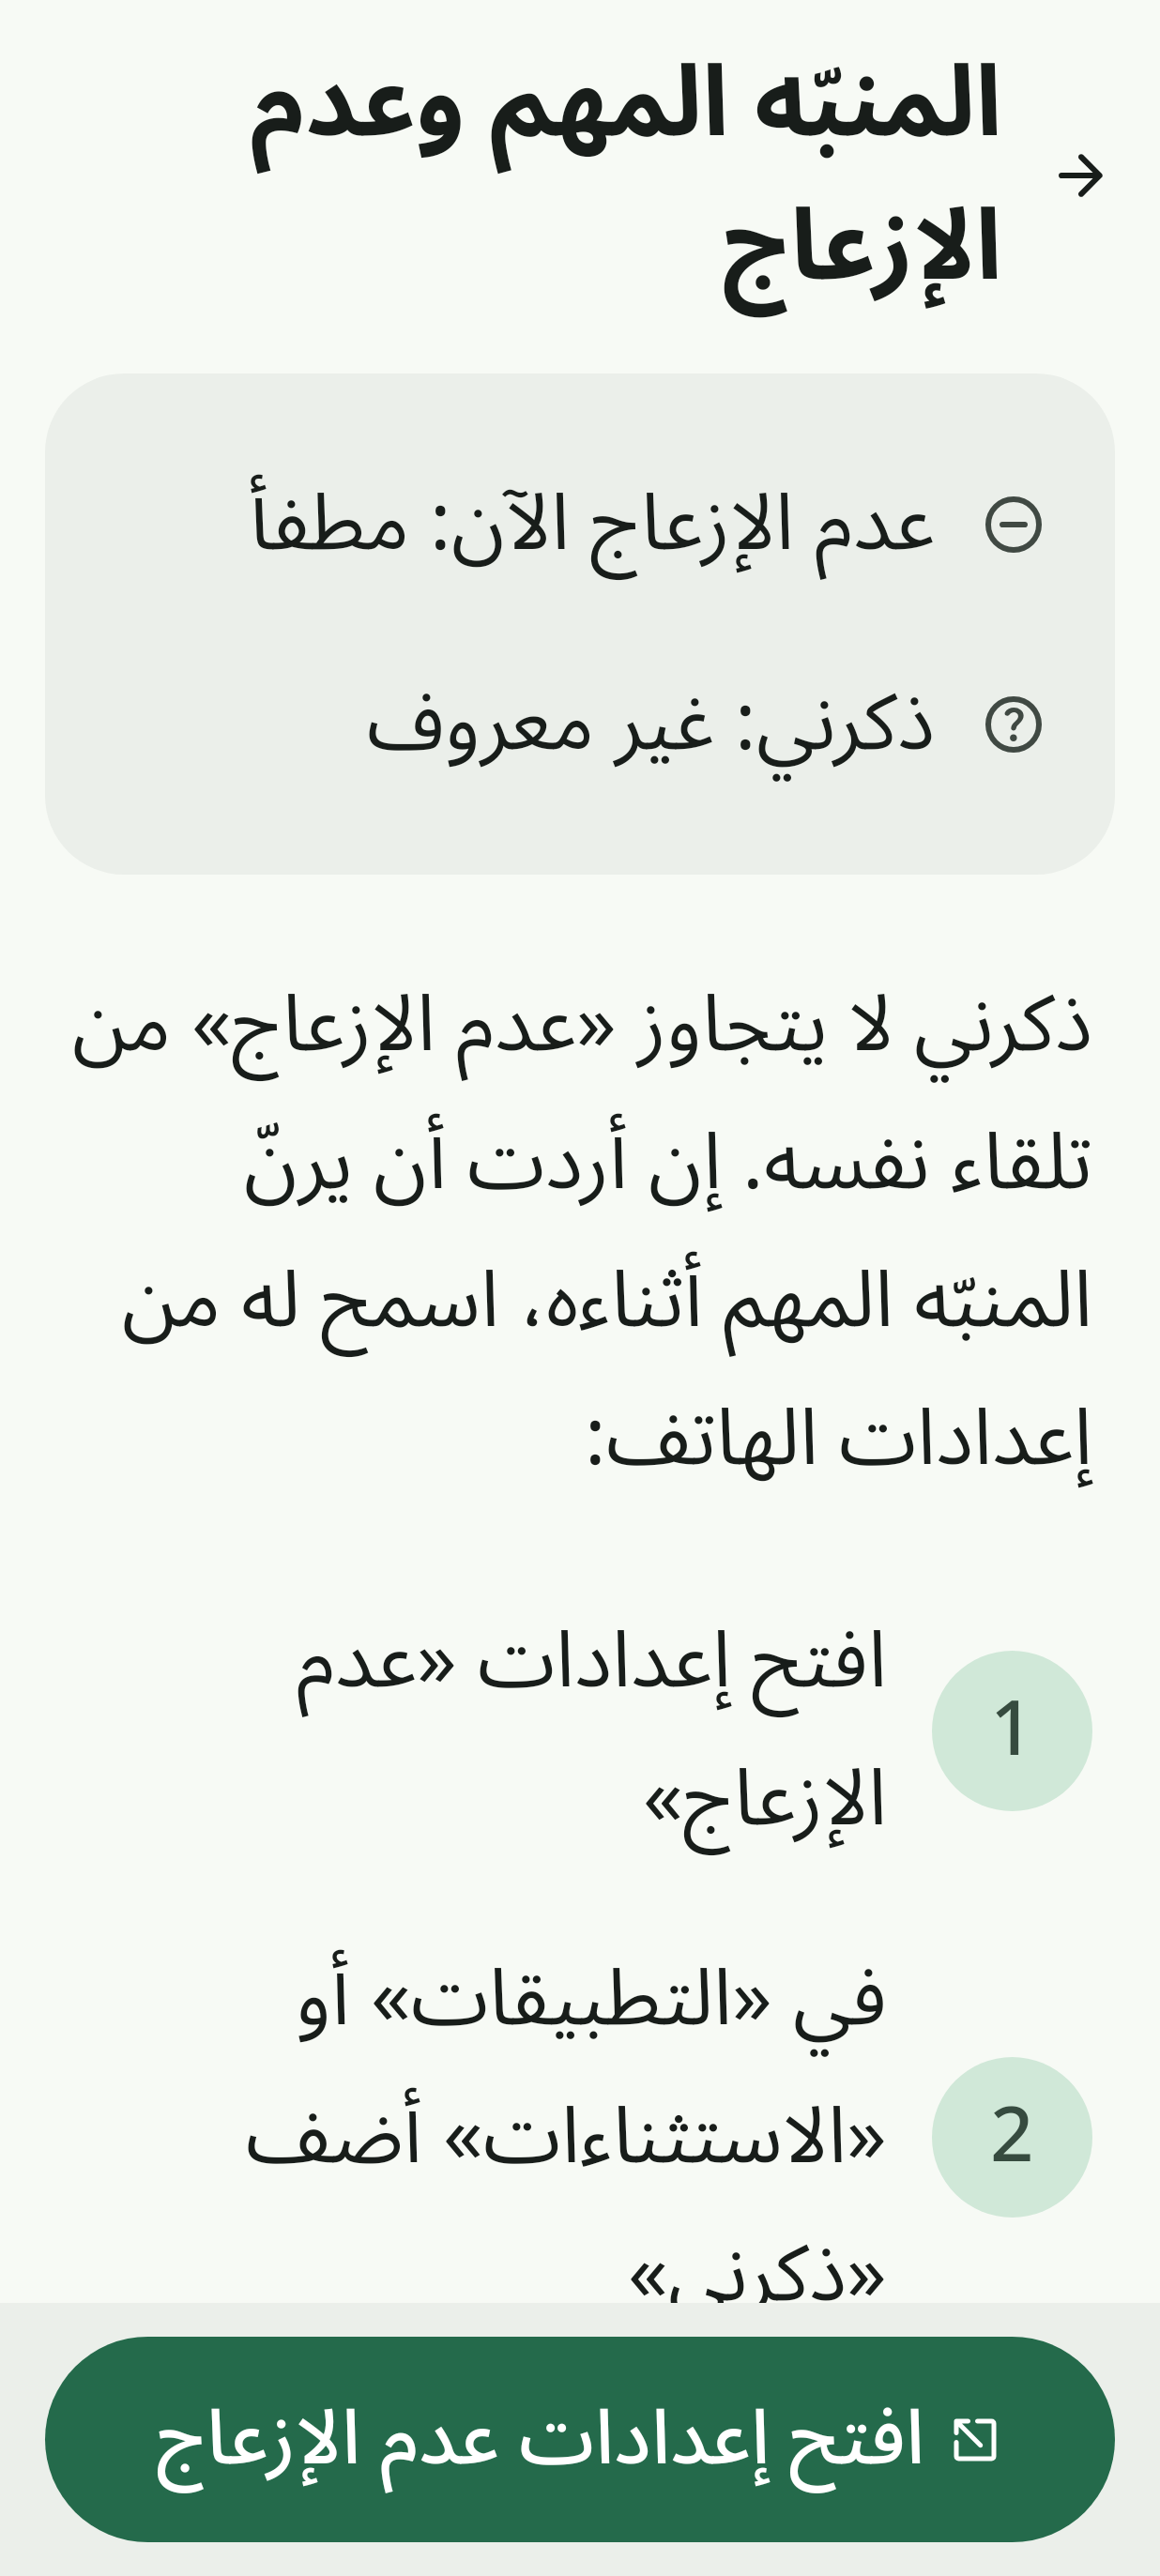 المنبّه المهم وعدم
الإزعاج
عدم الإزعاج الآن: مطفأ
ذكرني: غير معروف
ذكرني لا يتجاوز «عدم الإزعاج» من
تلقاء نفسه. إن أردت أن يرنّ
المنبّه المهم أثناءه، اسمح له من
إعدادات الهاتف:
1
افتح إعدادات «عدم
الإزعاج»
2
في «التطبيقات» أو
«الاستثناءات» أضف
«ذكرني»
افتح إعدادات عدم الإزعاج